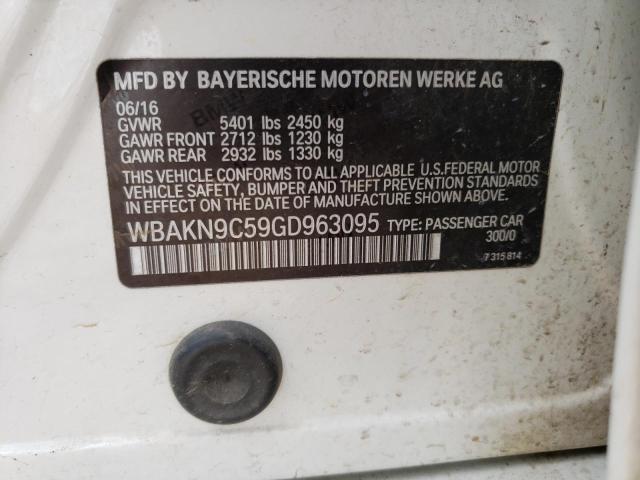 MFD BY BAYERISCHE MOTOREN WERKE AG
06/16
GVWR 5401 lbs 2450 kg
GAWR FRONT 2712 lbs 1230 kg
GAWR REAR 2932 lbs 1330 kg
THIS VEHICLE CONFORMS TO ALL APPLICABLE U.S.FEDERAL MOTOR
VEHICLE SAFETY, BUMPER AND THEFT PREVENTION STANDARDS
IN EFFECT ON THE DATE OF MANUFACTURE SHOWN ABOVE.
WBAKN9C59GD963095 TYPE: PASSENGER CAR
300/0
7 315 814